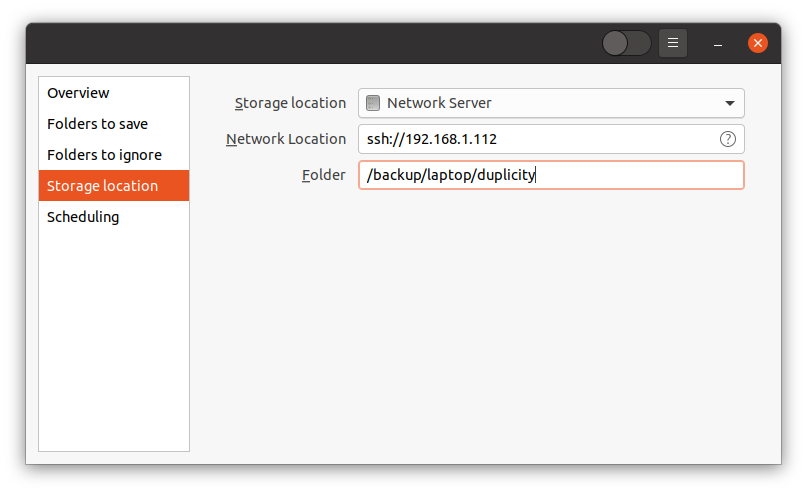 Overview
Folders to save
Folders to ignore
Storage location
Scheduling
Storage location Network Server
Network Location ssh://192.168.1.112 ?
Folder /backup/laptop/duplicity